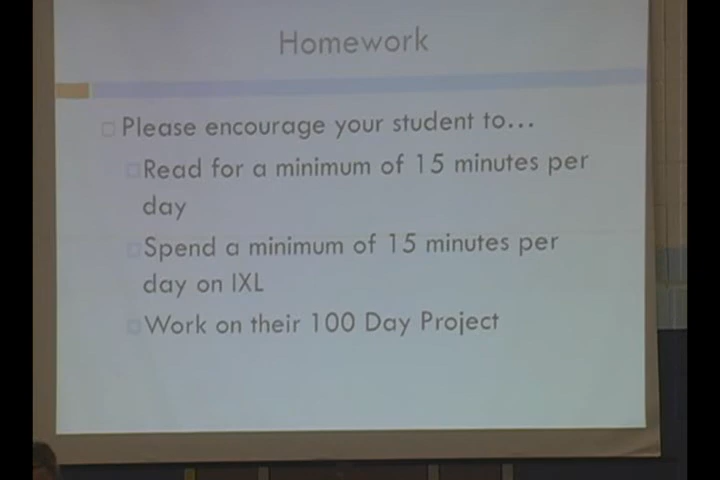 Homework
Please encourage your student to...
Read for a minimum of 15 minutes per
day
Spend a minimum of 15 minutes per
day on IXL
Work on their 100 Day Project